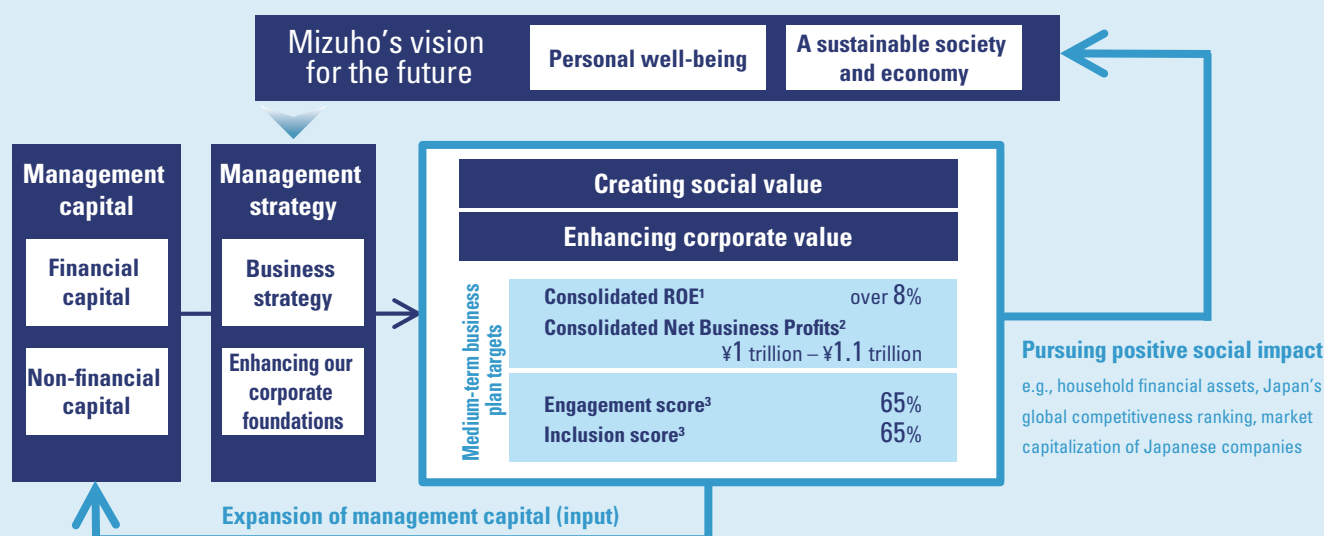 Mizuho’s vision
for the future
Personal well-being
A sustainable society
and economy
Management
capital
Financial
capital
Non-financial
capital
Management
strategy
Business
strategy
Enhancing our
corporate
foundations
Creating social value
Enhancing corporate value
Medium-term business
plan targets
Consolidated ROE¹ over 8%
Consolidated Net Business Profits²
¥1 trillion – ¥1.1 trillion
Engagement score³ 65%
Inclusion score³ 65%
Pursuing positive social impact
e.g., household financial assets, Japan’s
global competitiveness ranking, market
capitalization of Japanese companies
Expansion of management capital (input)